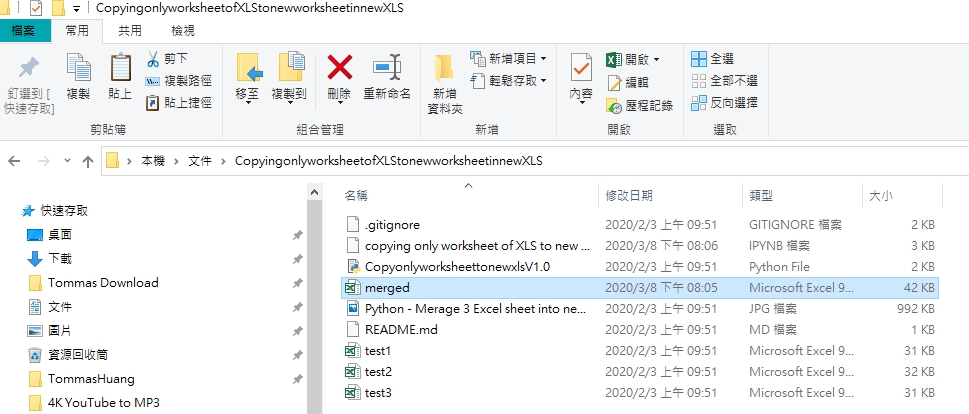 CopyingonlyworksheetofXLStonewworksheetinnewXLS
檔案 常用 共用 檢視
釘選到 [快速存取]
複製
貼上
剪下
複製路徑
貼上捷徑
剪貼簿
移至
複製到
刪除
重新命名
組合管理
新增資料夾
新增項目
輕鬆存取
新增
內容
開啟
編輯
歷程記錄
開啟
全選
全部不選
反向選擇
選取
本機 文件 CopyingonlyworksheetofXLStonewworksheetinnewXLS
快速存取
桌面
下載
Tommas Download
文件
圖片
資源回收筒
TommasHuang
4K YouTube to MP3
名稱 修改日期 類型 大小
.gitignore 2020/2/3 上午 09:51 GITIGNORE 檔案 2 KB
copying only worksheet of XLS to new ... 2020/3/8 下午 08:06 IPYNB 檔案 3 KB
CopyonlyworksheettonewxlsV1.0 2020/2/3 上午 09:51 Python File 2 KB
merged 2020/3/8 下午 08:05 Microsoft Excel 9... 42 KB
Python - Merage 3 Excel sheet into ne... 2020/2/3 上午 09:51 JPG 檔案 992 KB
README.md 2020/2/3 上午 09:51 MD 檔案 1 KB
test1 2020/2/3 上午 09:51 Microsoft Excel 9... 31 KB
test2 2020/2/3 上午 09:51 Microsoft Excel 9... 32 KB
test3 2020/2/3 上午 09:51 Microsoft Excel 9... 31 KB